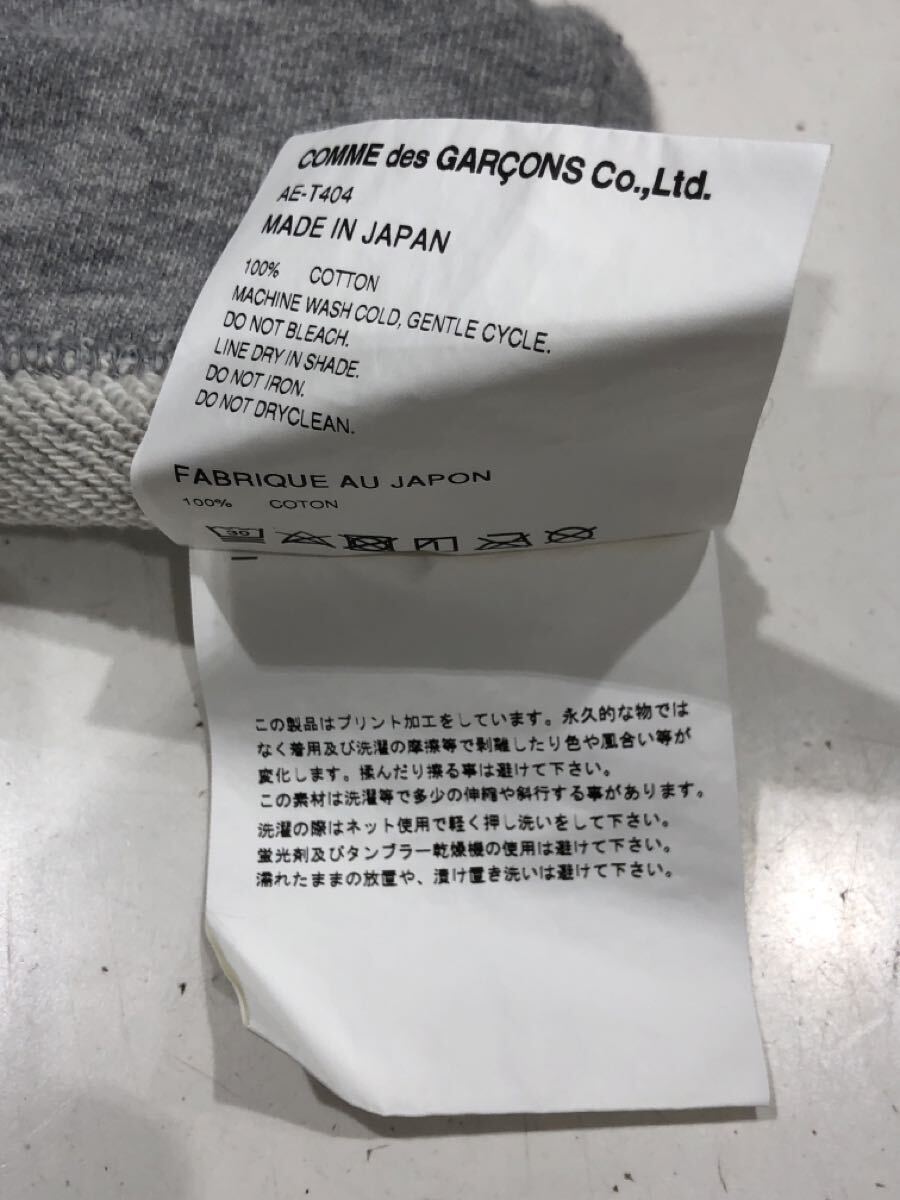 COMME des GARÇONS Co.,Ltd.
AE-T404
MADE IN JAPAN
100% COTTON
MACHINE WASH COLD, GENTLE CYCLE.
DO NOT BLEACH.
LINE DRY IN SHADE.
DO NOT IRON.
DO NOT DRYCLEAN.
FABRIQUE AU JAPON
100% COTON
30
この製品はプリント加工をしています。永久的な物では
なく着用及び洗濯の摩擦等で剥離したり色や風合い等が
変化します。揉んだり擦る事は避けて下さい。
この素材は洗濯等で多少の伸縮や斜行する事があります。
洗濯の際はネット使用で軽く押し洗いをして下さい。
蛍光剤及びタンブラー乾燥機の使用は避けて下さい。
濡れたままの放置や、漬け置き洗いは避けて下さい。